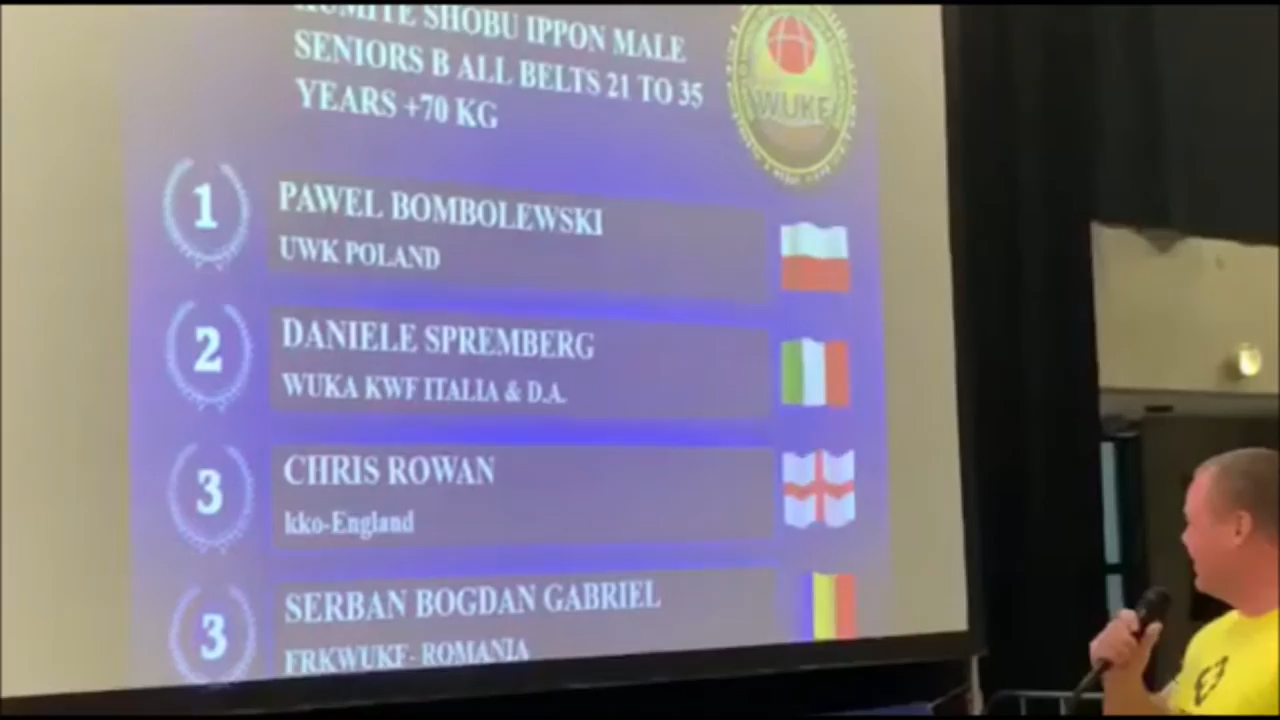 KUMITE SHOBU IPPON MALE
SENIORS B ALL BELTS 21 TO 35
YEARS +70 KG
WUKF
1
PAWEL BOMBOLEWSKI
UWK POLAND
2
DANIELE SPREMBERG
WUKA KWF ITALIA & D.A.
3
CHRIS ROWAN
kko-England
3
SERBAN BOGDAN GABRIEL
FRKWUKF- ROMANIA